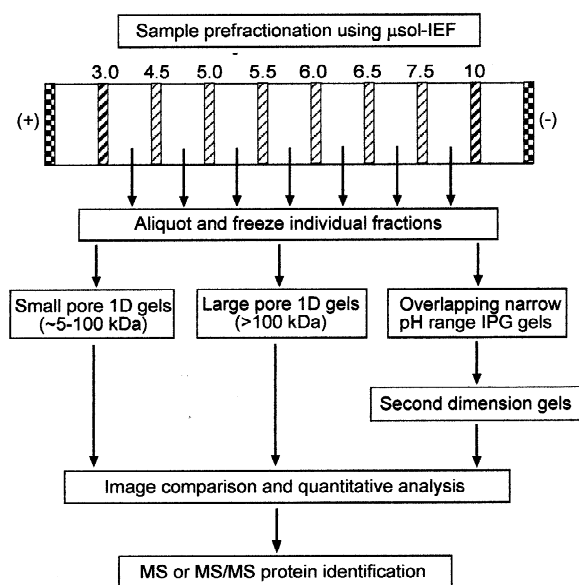 Sample prefractionation using µsol-IEF
3.0 4.5 5.0 5.5 6.0 6.5 7.5 10
(+) (-)
Aliquot and freeze individual fractions
Small pore 1D gels
(~5-100 kDa)
Large pore 1D gels
(>100 kDa)
Overlapping narrow
pH range IPG gels
Second dimension gels
Image comparison and quantitative analysis
MS or MS/MS protein identification